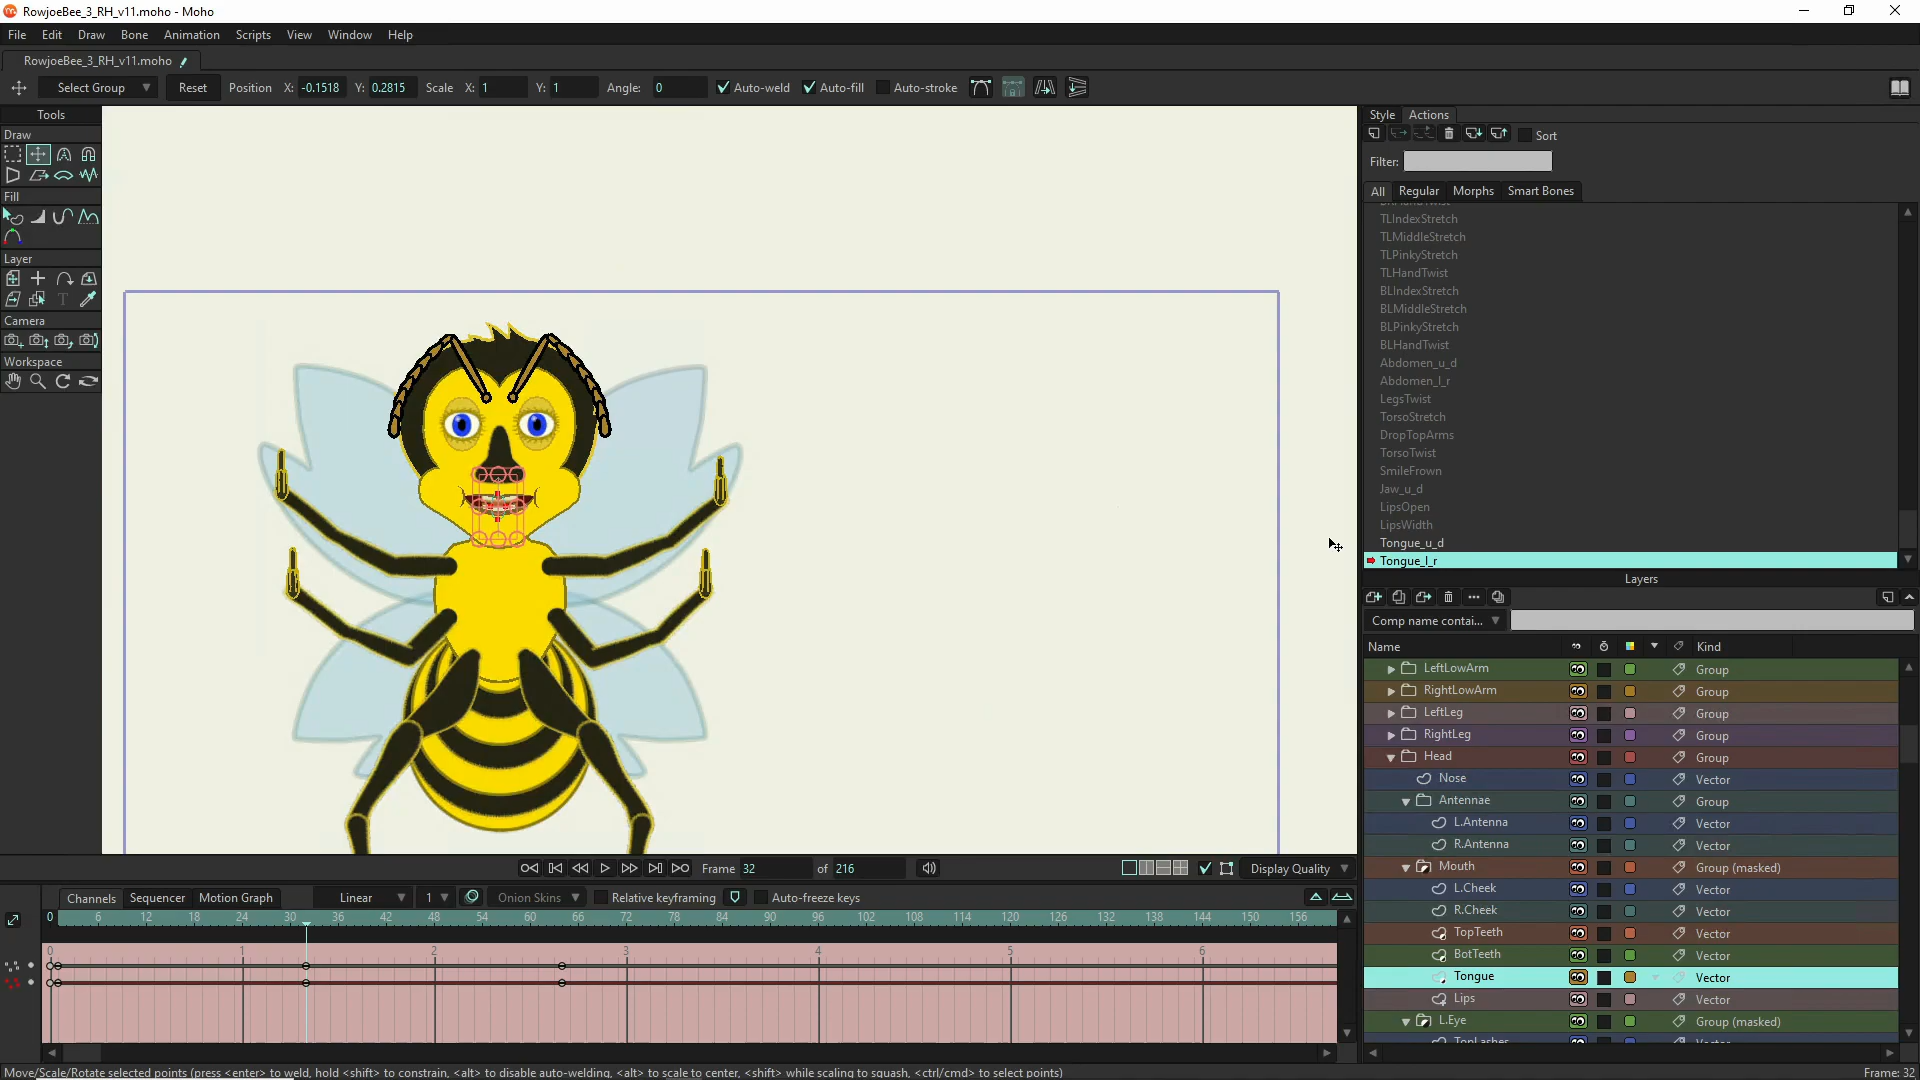 RowjoeBee_3_RH_v11.moho - Moho
File Edit Draw Bone Animation Scripts View Window Help
RowjoeBee_3_RH_v11.moho
Select Group Reset Position X: -0.1518 Y: 0.2815 Scale X: 1 Y: 1 Angle: 0 Auto-weld Auto-fill Auto-stroke
Tools
Draw
Fill
Layer
Camera
Workspace
Style Actions
Sort
Filter:
All Regular Morphs Smart Bones
TLIndexStretch
TLMiddleStretch
TLPinkyStretch
TLHandTwist
BLIndexStretch
BLMiddleStretch
BLPinkyStretch
BLHandTwist
Abdomen_u_d
Abdomen_l_r
LegsTwist
TorsoStretch
DropTopArms
TorsoTwist
SmileFrown
Jaw_u_d
LipsOpen
LipsWidth
Tongue_u_d
Tongue_l_r
Layers
Comp name contai...
Name Kind
LeftLowArm Group
RightLowArm Group
LeftLeg Group
RightLeg Group
Head Group
Nose Vector
Antennae Group
L.Antenna Vector
R.Antenna Vector
Mouth Group (masked)
L.Cheek Vector
R.Cheek Vector
TopTeeth Vector
BotTeeth Vector
Tongue Vector
Lips Vector
L.Eye Group (masked)
Frame 32 of 216 Display Quality
Channels Sequencer Motion Graph Linear 1 Onion Skins Relative keyframing Auto-freeze keys
0 6 12 18 24 30 36 42 48 54 60 66 72 78 84 90 96 102 108 114 120 126 132 138 144 150 156
0 1 2 3 4 5 6
Move/Scale/Rotate selected points (press <enter> to weld, hold <shift> to constrain, <alt> to disable auto-welding, <alt> to scale to center, <shift> while scaling to squash, <ctrl/cmd> to select points) Frame: 32